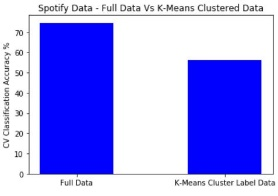 Spotify Data - Full Data Vs K-Means Clustered Data
CV Classification Accuracy %
70
60
50
40
30
20
10
0
Full Data
K-Means Cluster Label Data